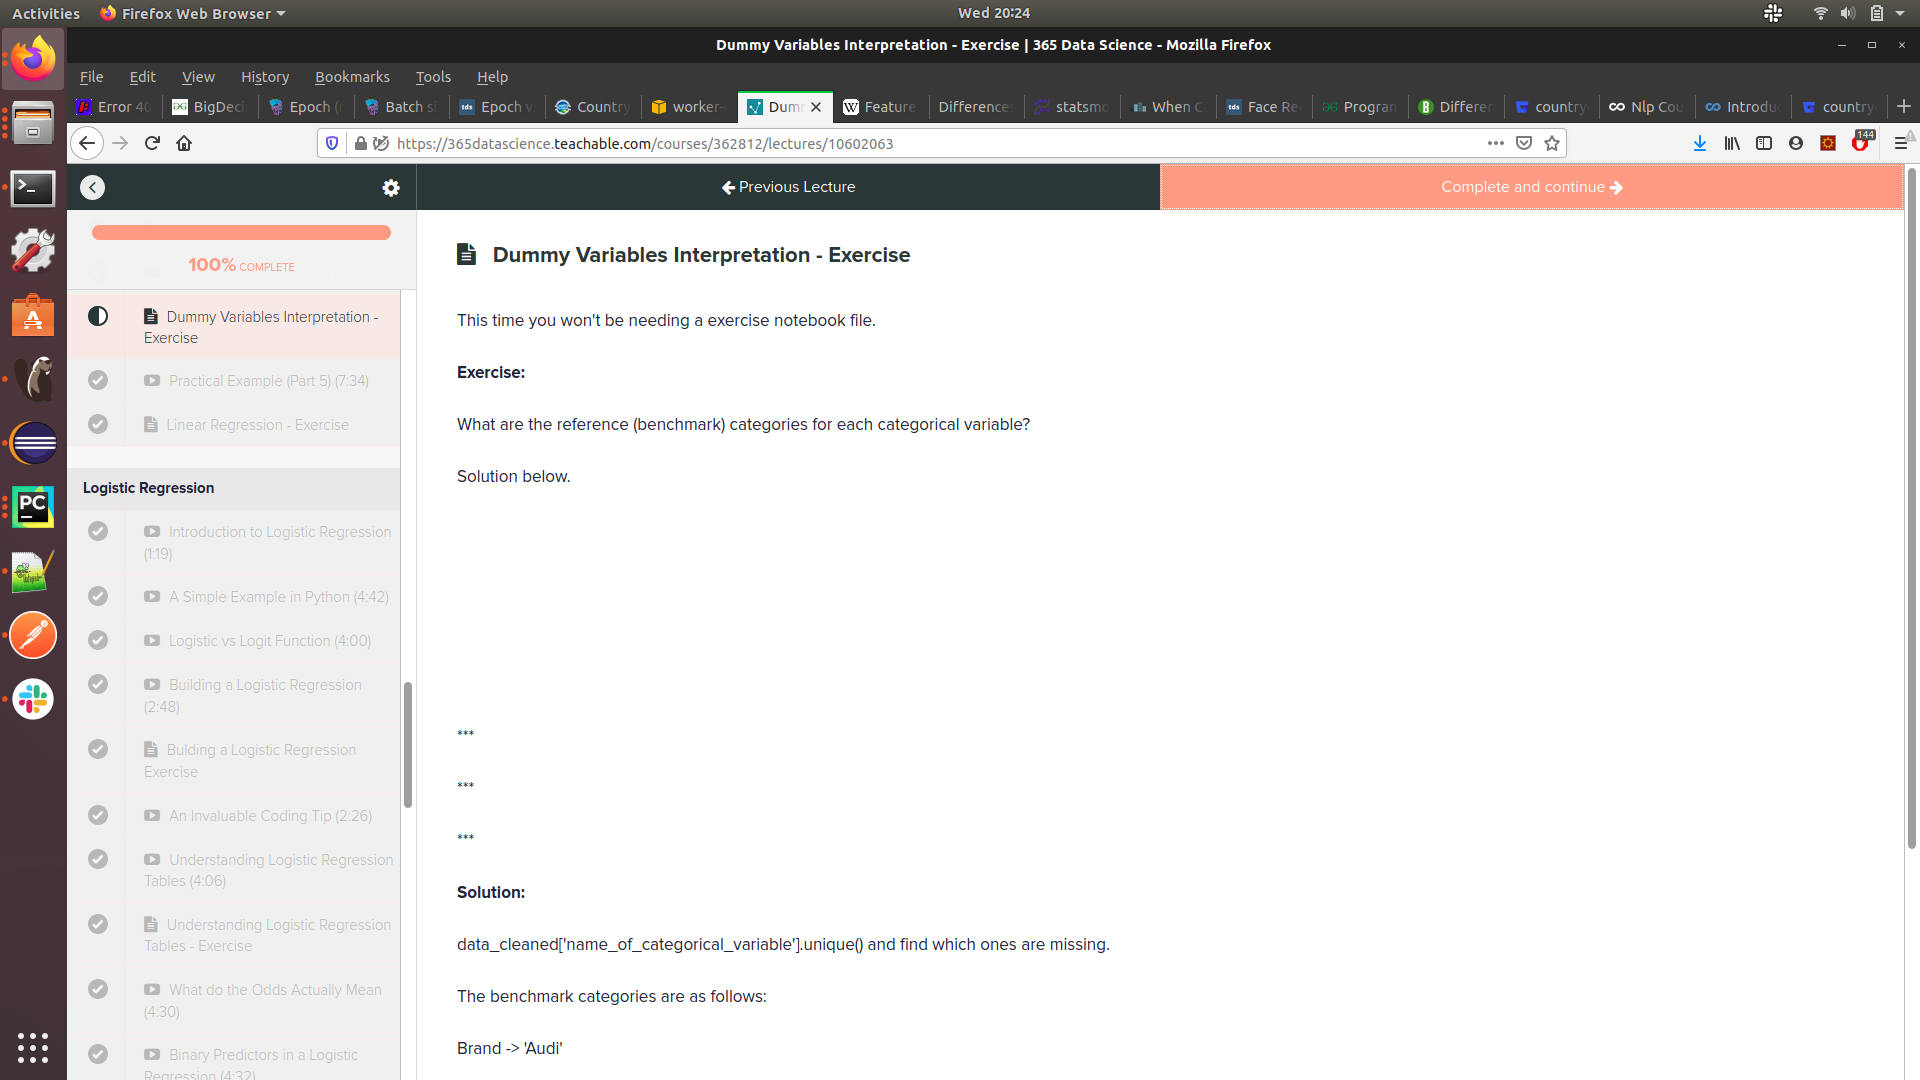 Activities
Firefox Web Browser
Wed 20:24
Dummy Variables Interpretation - Exercise | 365 Data Science - Mozilla Firefox
File Edit View History Bookmarks Tools Help
Error 40
BigDeci
Epoch (
Batch si
tds Epoch v
Country
worker-
Dum
W Feature
Difference
statsmo
When C
tds Face Re
Program
B Differen
country
Nlp Cou
Introdu
country
https://365datascience.teachable.com/courses/362812/lectures/10602063
144
Previous Lecture
Complete and continue
100% COMPLETE
Dummy Variables Interpretation -
Exercise
Practical Example (Part 5) (7:34)
Linear Regression - Exercise
Logistic Regression
Introduction to Logistic Regression
(1:19)
A Simple Example in Python (4:42)
Logistic vs Logit Function (4:00)
Building a Logistic Regression
(2:48)
Bulding a Logistic Regression
Exercise
An Invaluable Coding Tip (2:26)
Understanding Logistic Regression
Tables (4:06)
Understanding Logistic Regression
Tables - Exercise
What do the Odds Actually Mean
(4:30)
Binary Predictors in a Logistic
Regression (4:32)
Dummy Variables Interpretation - Exercise
This time you won't be needing a exercise notebook file.
Exercise:
What are the reference (benchmark) categories for each categorical variable?
Solution below.
***
***
***
Solution:
data_cleaned['name_of_categorical_variable'].unique() and find which ones are missing.
The benchmark categories are as follows:
Brand -> 'Audi'
PC